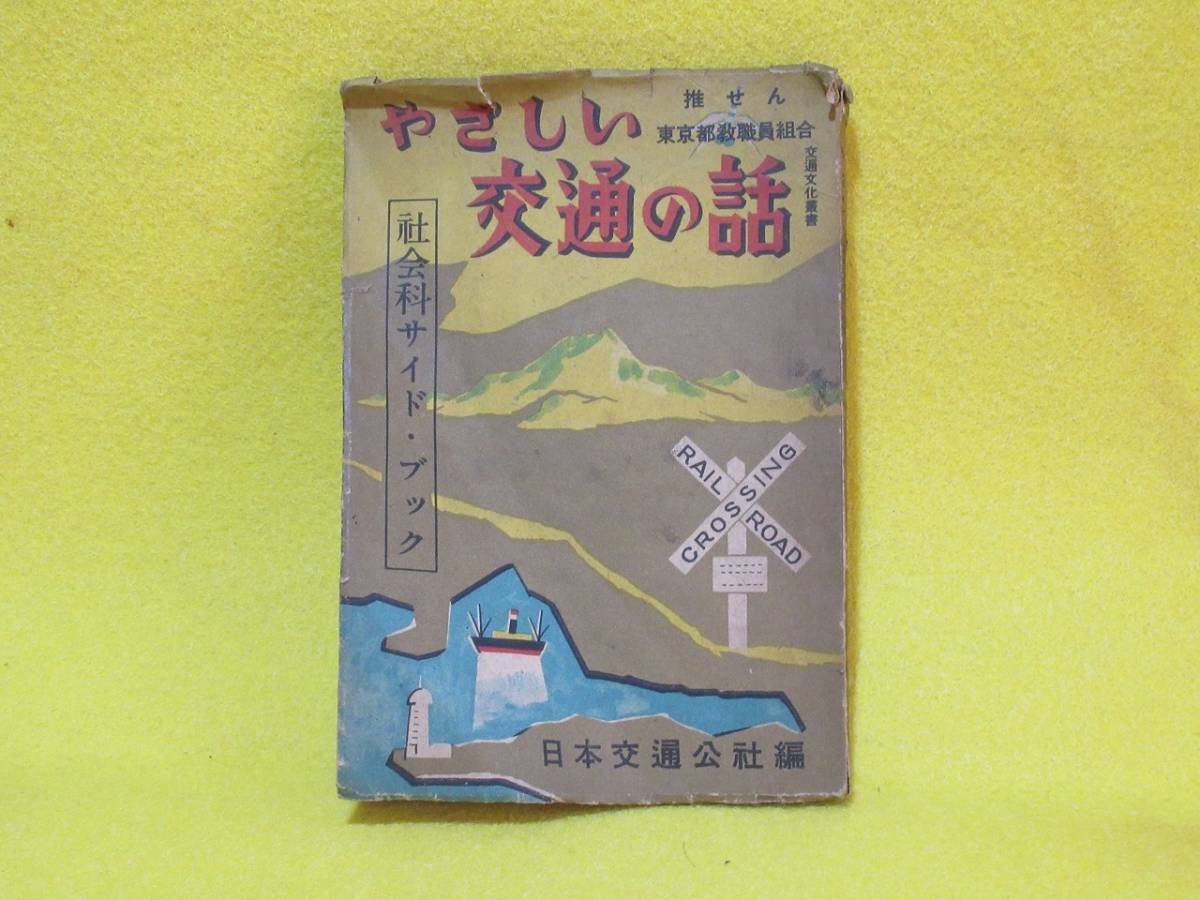 推せん
東京都教職員組合
やさしい
交通の話
交通文化叢書
社会科サイド・ブック
RAIL ROAD
CROSSING
日本交通公社編